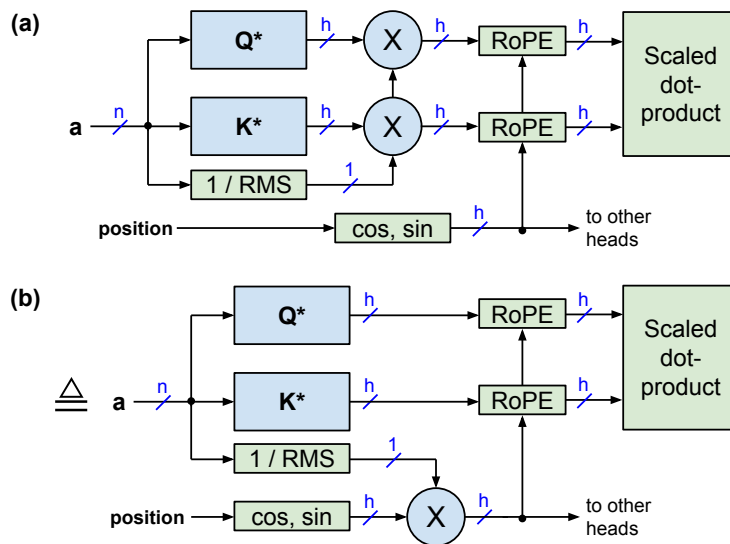 (a)
Q*
h
X
h
RoPE
h
Scaled
dot-
product
a
n
K*
h
X
h
RoPE
h
1 / RMS
1
position
cos, sin
h
to other
heads
(b)
Q*
h
RoPE
h
Scaled
dot-
product
≜
a
n
K*
h
RoPE
h
1 / RMS
1
position
cos, sin
h
X
h
to other
heads